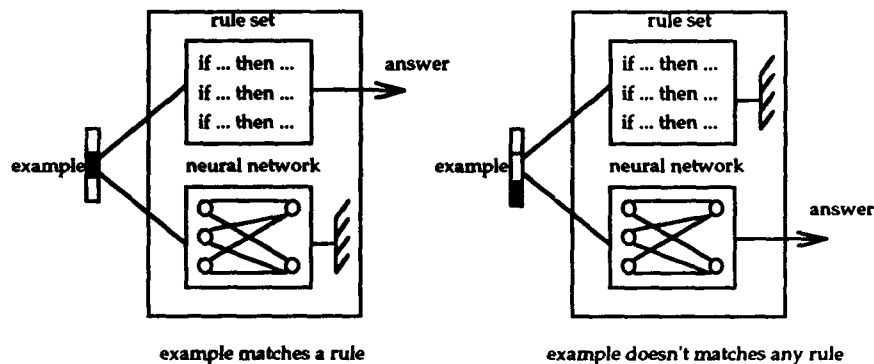 rule set
if ... then ...
if ... then ...
if ... then ...
answer
example
neural network
example matches a rule
rule set
if ... then ...
if ... then ...
if ... then ...
example
neural network
answer
example doesn't matches any rule